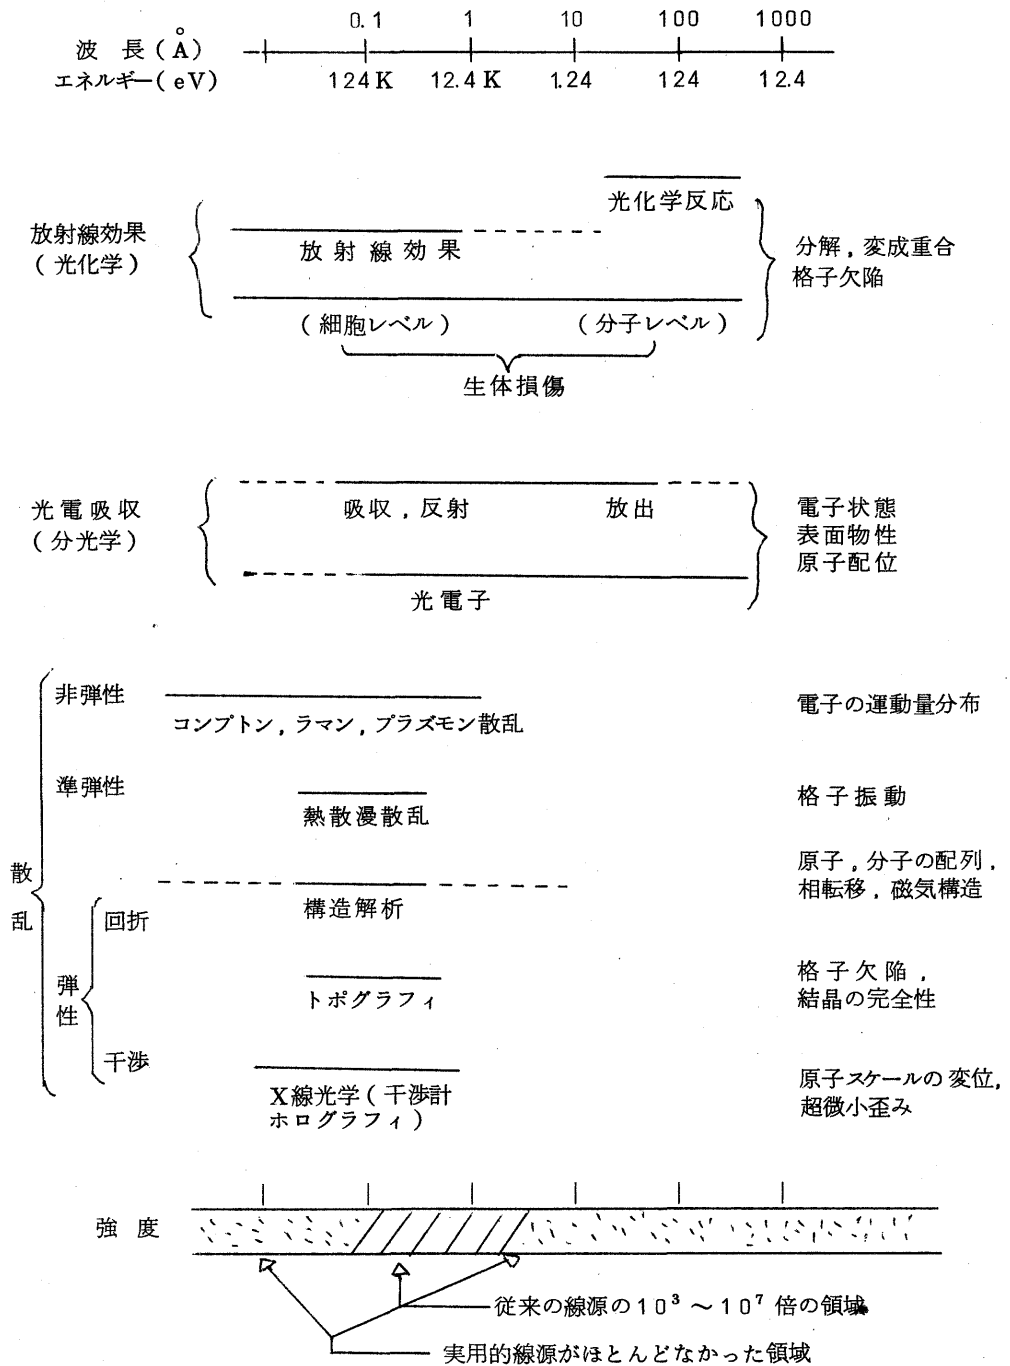 0.1 1 10 100 1000
波長(Å)
エネルギー(eV) 124K 12.4K 1.24 124 12.4
光化学反応
放射線効果
(光化学)
放射線効果
分解,変成重合
格子欠陥
(細胞レベル) (分子レベル)
生体損傷
光電吸収
(分光学)
吸収,反射 放出
電子状態
表面物性
原子配位
光電子
散乱
非弾性
コンプトン,ラマン,プラズモン散乱
電子の運動量分布
準弾性
熱散漫散乱
格子振動
弾性
回折
構造解析
原子,分子の配列,
相転移,磁気構造
トポグラフィ
格子欠陥,
結晶の完全性
干渉
X線光学(干渉計
ホログラフィ)
原子スケールの変位,
超微小歪み
強度
従来の線源の10³~10⁷倍の領域
実用的線源がほとんどなかった領域